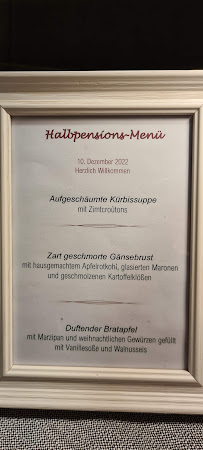 Halbpensions-Menü
10. Dezember 2022
Herzlich Willkommen
Aufgeschäumte Kürbissuppe
mit Zimtcroûtons
Zart geschmorte Gänsebrust
mit hausgemachtem Apfelrotkohl, glasierten Maronen
und geschmolzenen Kartoffelklößen
Duftender Bratapfel
mit Marzipan und weihnachtlichen Gewürzen gefüllt
mit Vanillesoße und Walnusseis